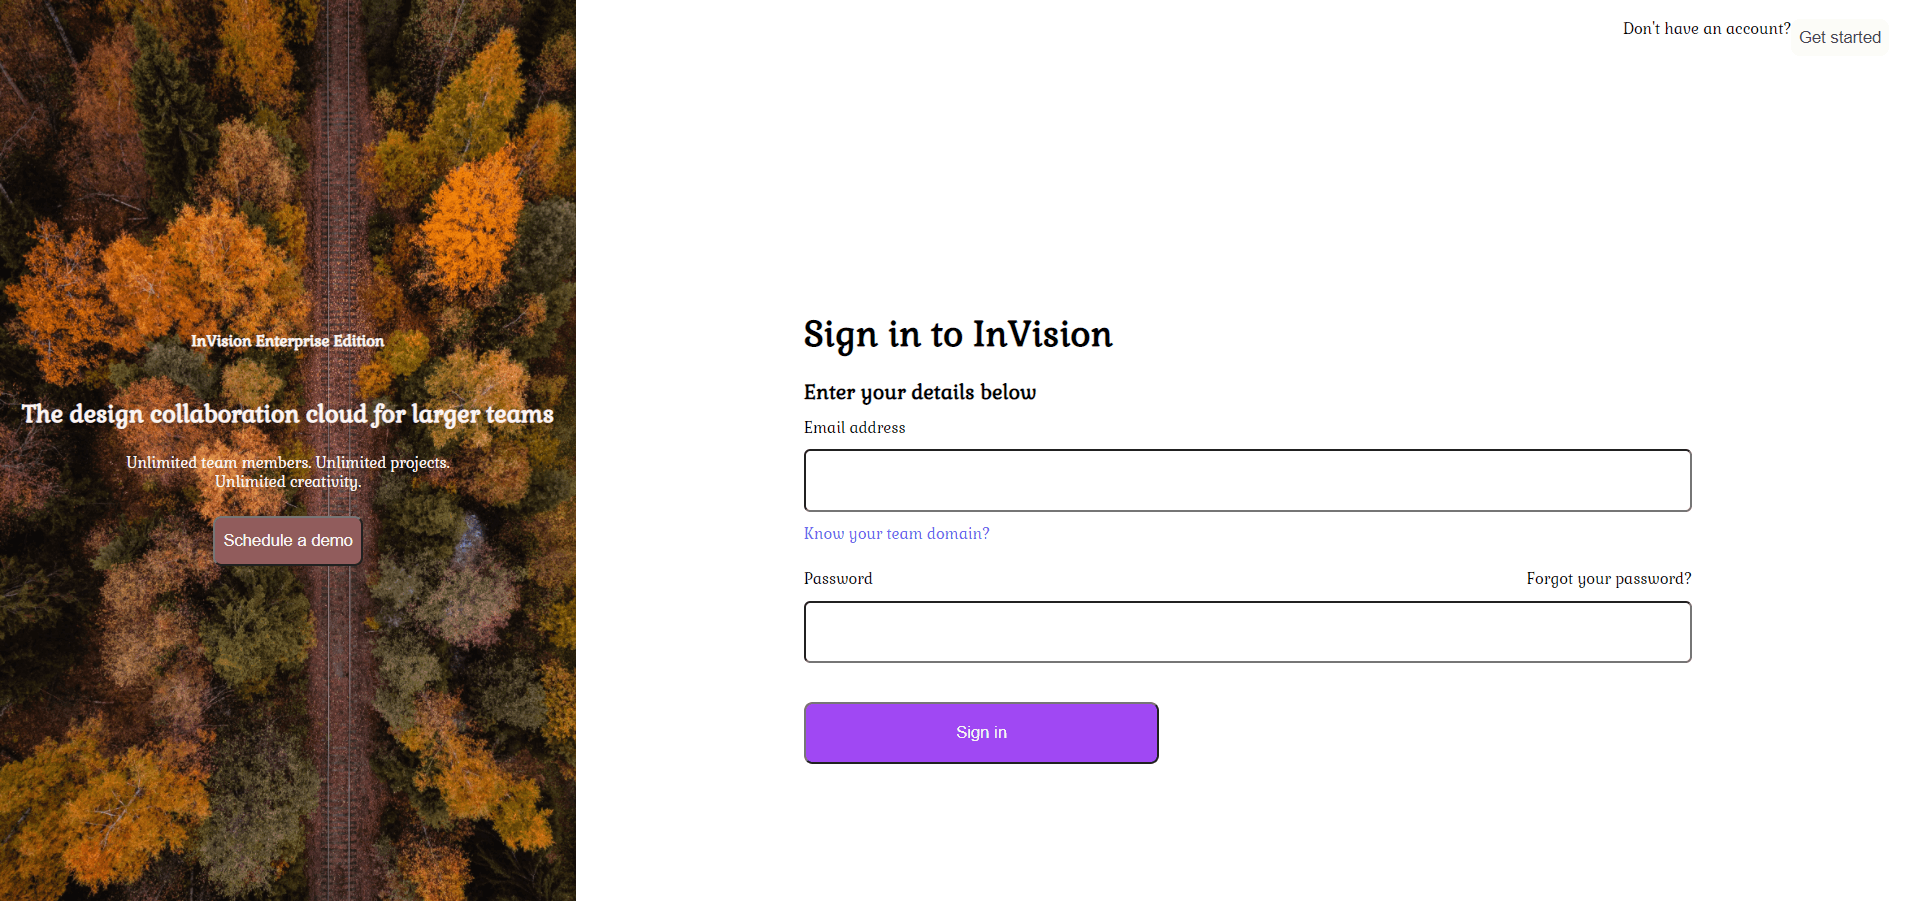 InVision Enterprise Edition
The design collaboration cloud for larger teams
Unlimited team members. Unlimited projects.
Unlimited creativity.
Schedule a demo
Don't have an account? Get started
Sign in to InVision
Enter your details below
Email address
Know your team domain?
Password Forgot your password?
Sign in